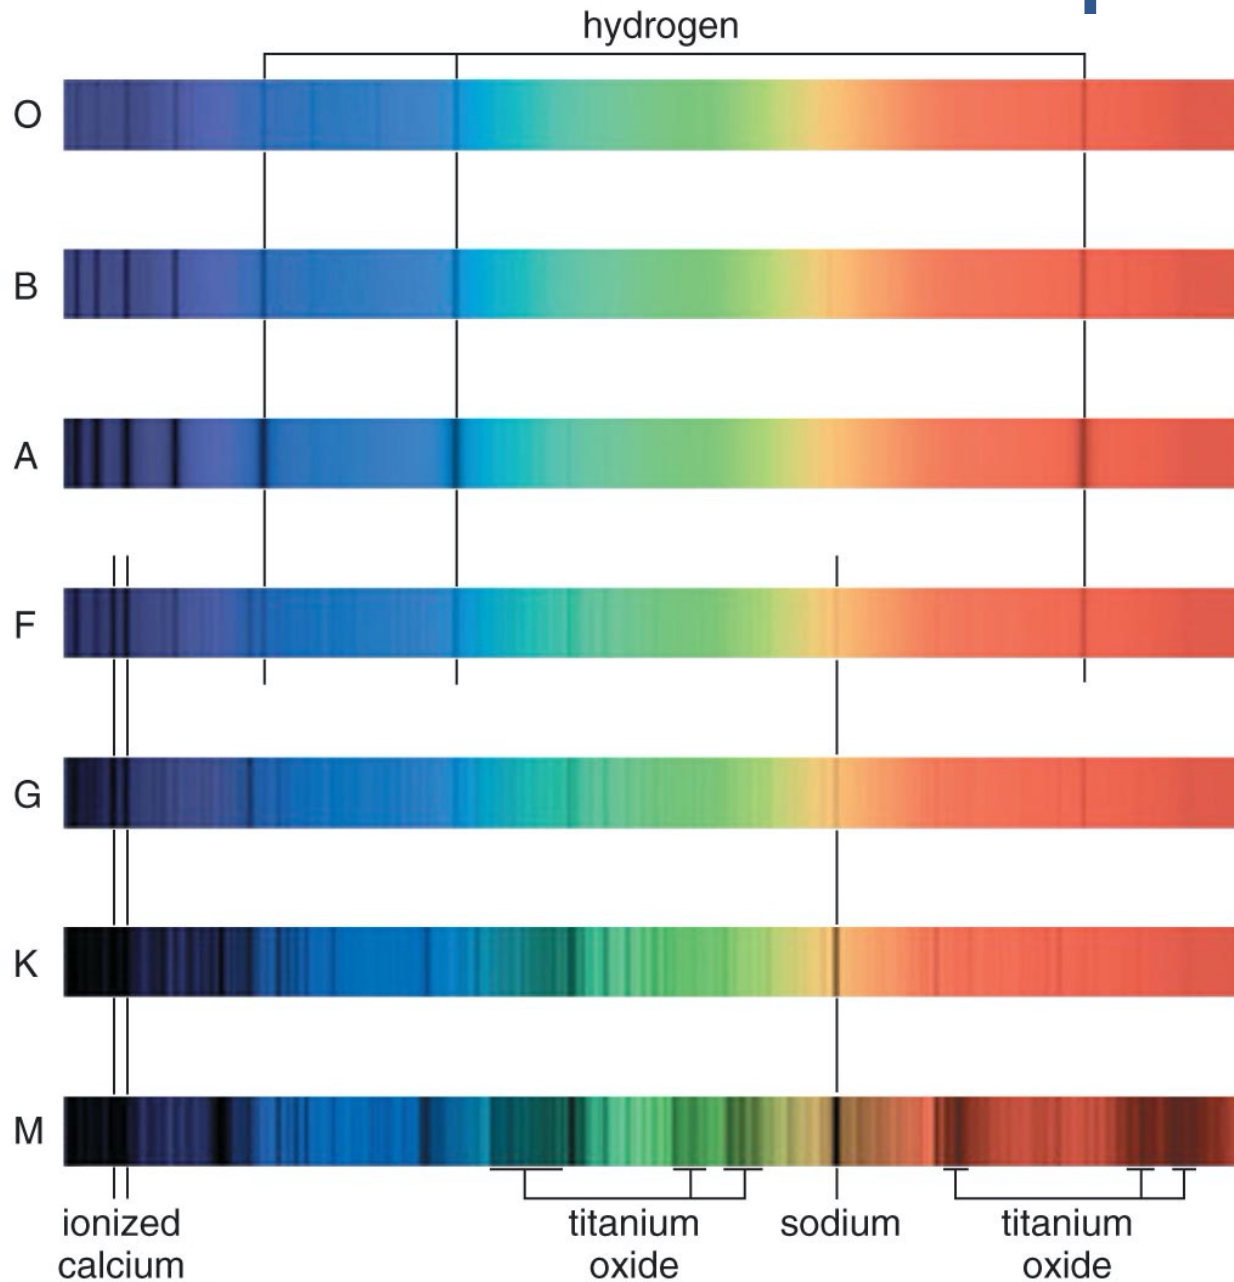 hydrogen
O
B
A
F
G
K
M
ionized
calcium
titanium
oxide
sodium
titanium
oxide